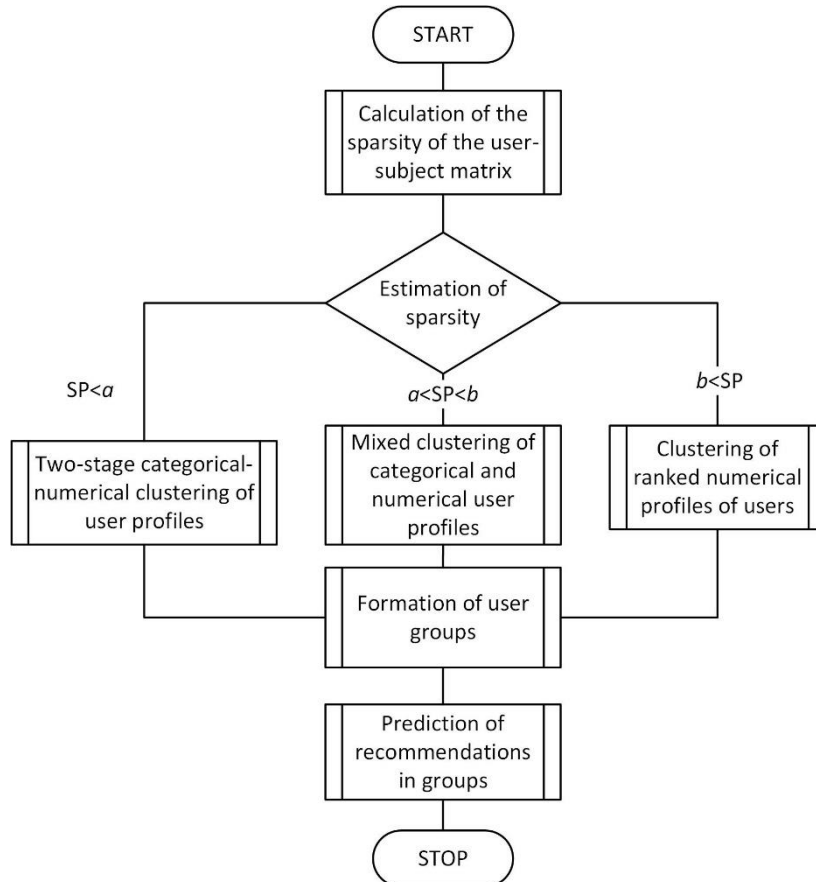 START
Calculation of the
sparsity of the user-
subject matrix
Estimation of
sparsity
SP<a
a<SP<b
b<SP
Two-stage categorical-
numerical clustering of
user profiles
Mixed clustering of
categorical and
numerical user
profiles
Clustering of
ranked numerical
profiles of users
Formation of user
groups
Prediction of
recommendations
in groups
STOP